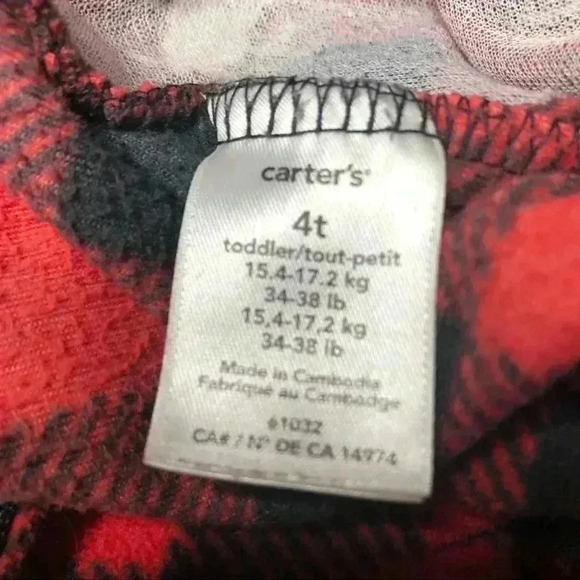 carter's
4t
toddler/tout-petit
15.4-17.2 kg
34-38 lb
15,4-17,2 kg
34-38 lb
Made in Cambodia
Fabriqué au Cambodge
61032
CA# / N° DE CA 14974